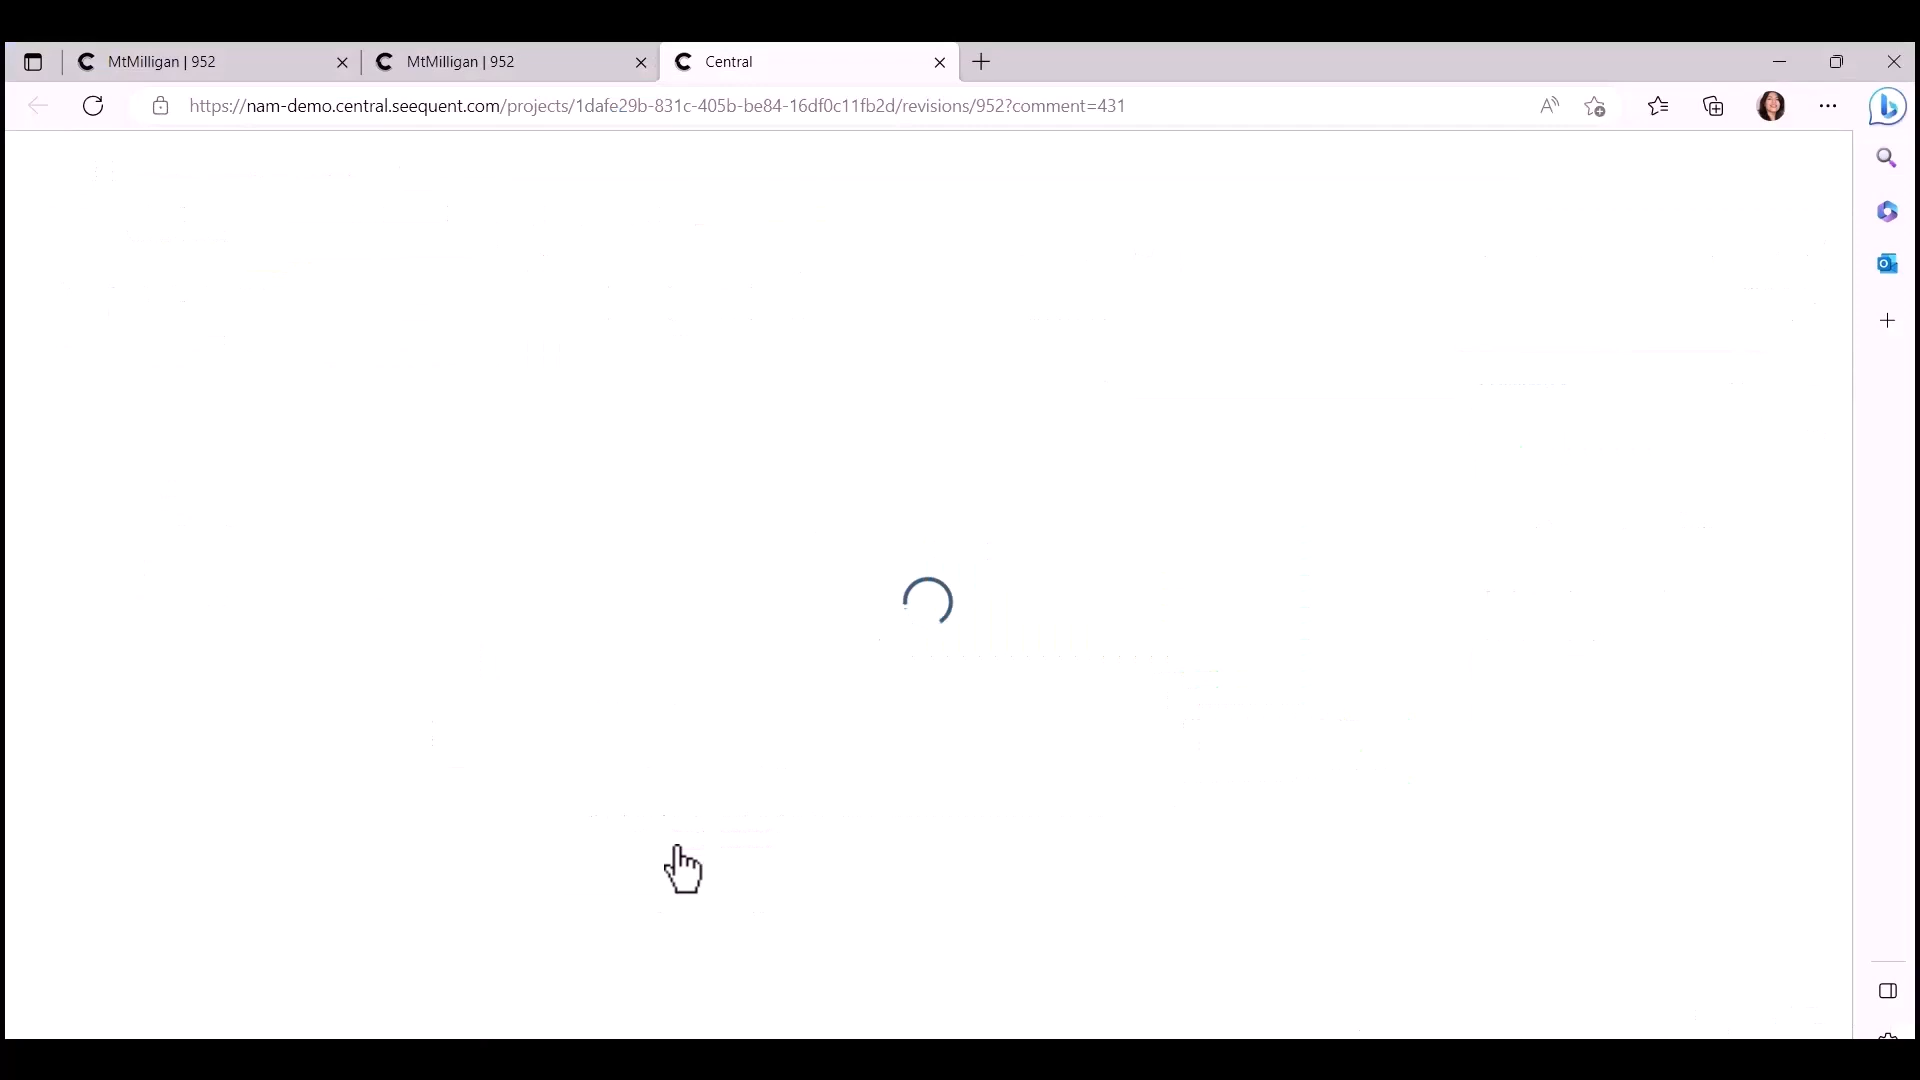 MtMilligan | 952
MtMilligan | 952
Central
https://nam-demo.central.seequent.com/projects/1dafe29b-831c-405b-be84-16df0c11fb2d/revisions/952?comment=431